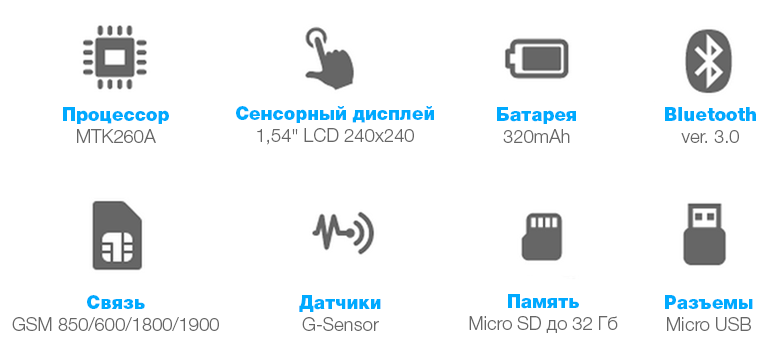 Процессор
MTK260A
Сенсорный дисплей
1,54" LCD 240x240
Батарея
320mAh
Bluetooth
ver. 3.0
Связь
GSM 850/600/1800/1900
Датчики
G-Sensor
Память
Micro SD до 32 Гб
Разъемы
Micro USB